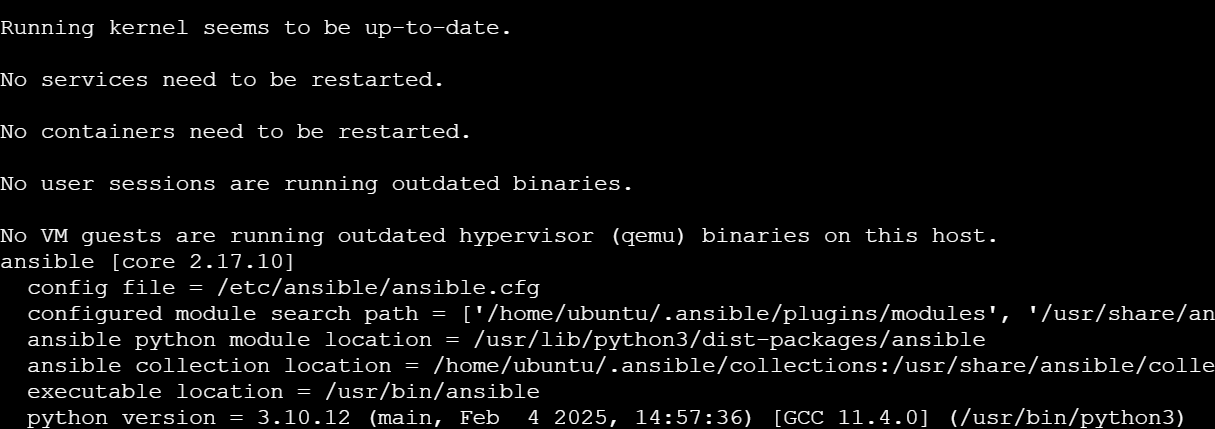 Running kernel seems to be up-to-date.
No services need to be restarted.
No containers need to be restarted.
No user sessions are running outdated binaries.
No VM guests are running outdated hypervisor (qemu) binaries on this host.
ansible [core 2.17.10]
  config file = /etc/ansible/ansible.cfg
  configured module search path = ['/home/ubuntu/.ansible/plugins/modules', '/usr/share/an
  ansible python module location = /usr/lib/python3/dist-packages/ansible
  ansible collection location = /home/ubuntu/.ansible/collections:/usr/share/ansible/colle
  executable location = /usr/bin/ansible
  python version = 3.10.12 (main, Feb  4 2025, 14:57:36) [GCC 11.4.0] (/usr/bin/python3)